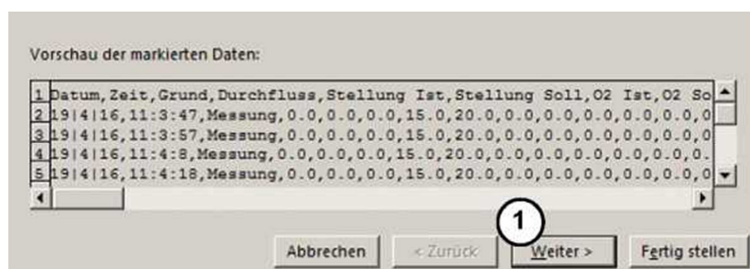 Vorschau der markierten Daten:
1 Datum,Zeit,Grund,Durchfluss,Stellung Ist,Stellung Soll,O2 Ist,O2 So
2 19|4|16,11:3:47,Messung,0.0,0.0,0.0,15.0,20.0,0.0,0.0,0.0,0.0,0.0,0
3 19|4|16,11:3:57,Messung,0.0,0.0,0.0,15.0,20.0,0.0,0.0,0.0,0.0,0.0,0
4 19|4|16,11:4:8,Messung,0.0,0.0,0.0,15.0,20.0,0.0,0.0,0.0,0.0,0.0,0.
5 19|4|16,11:4:18,Messung,0.0,0.0,0.0,15.0,20.0,0.0,0.0,0.0,0.0,0.0,0
1
Abbrechen < Zurück Weiter > Fertig stellen